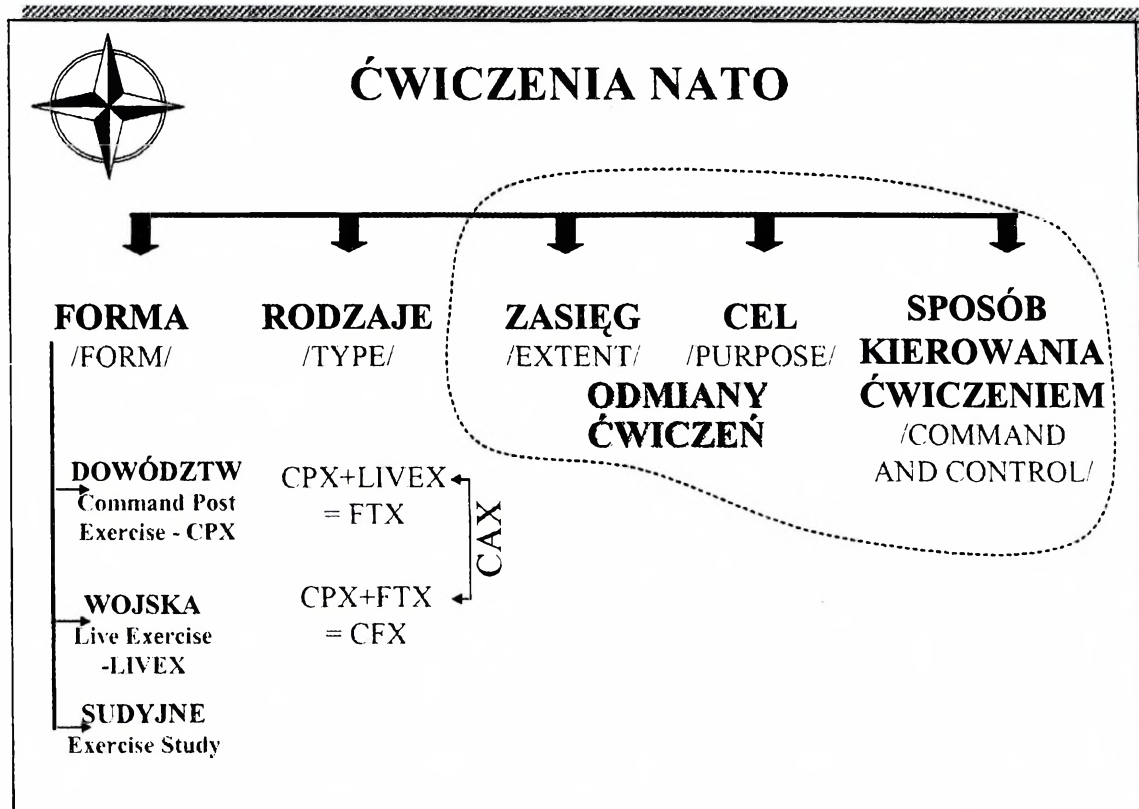 ĆWICZENIA NATO
FORMA
/FORM/
RODZAJE
/TYPE/
ZASIĘG
/EXTENT/
CEL
/PURPOSE/
ODMIANY
ĆWICZEŃ
SPOSÓB
KIEROWANIA
ĆWICZENIEM
/COMMAND
AND CONTROL/
DOWÓDZTW
Command Post
Exercise - CPX
WOJSKA
Live Exercise
-LIVEX
SUDYJNE
Exercise Study
CPX+LIVEX
= FTX
CPX+FTX
= CFX
CAX